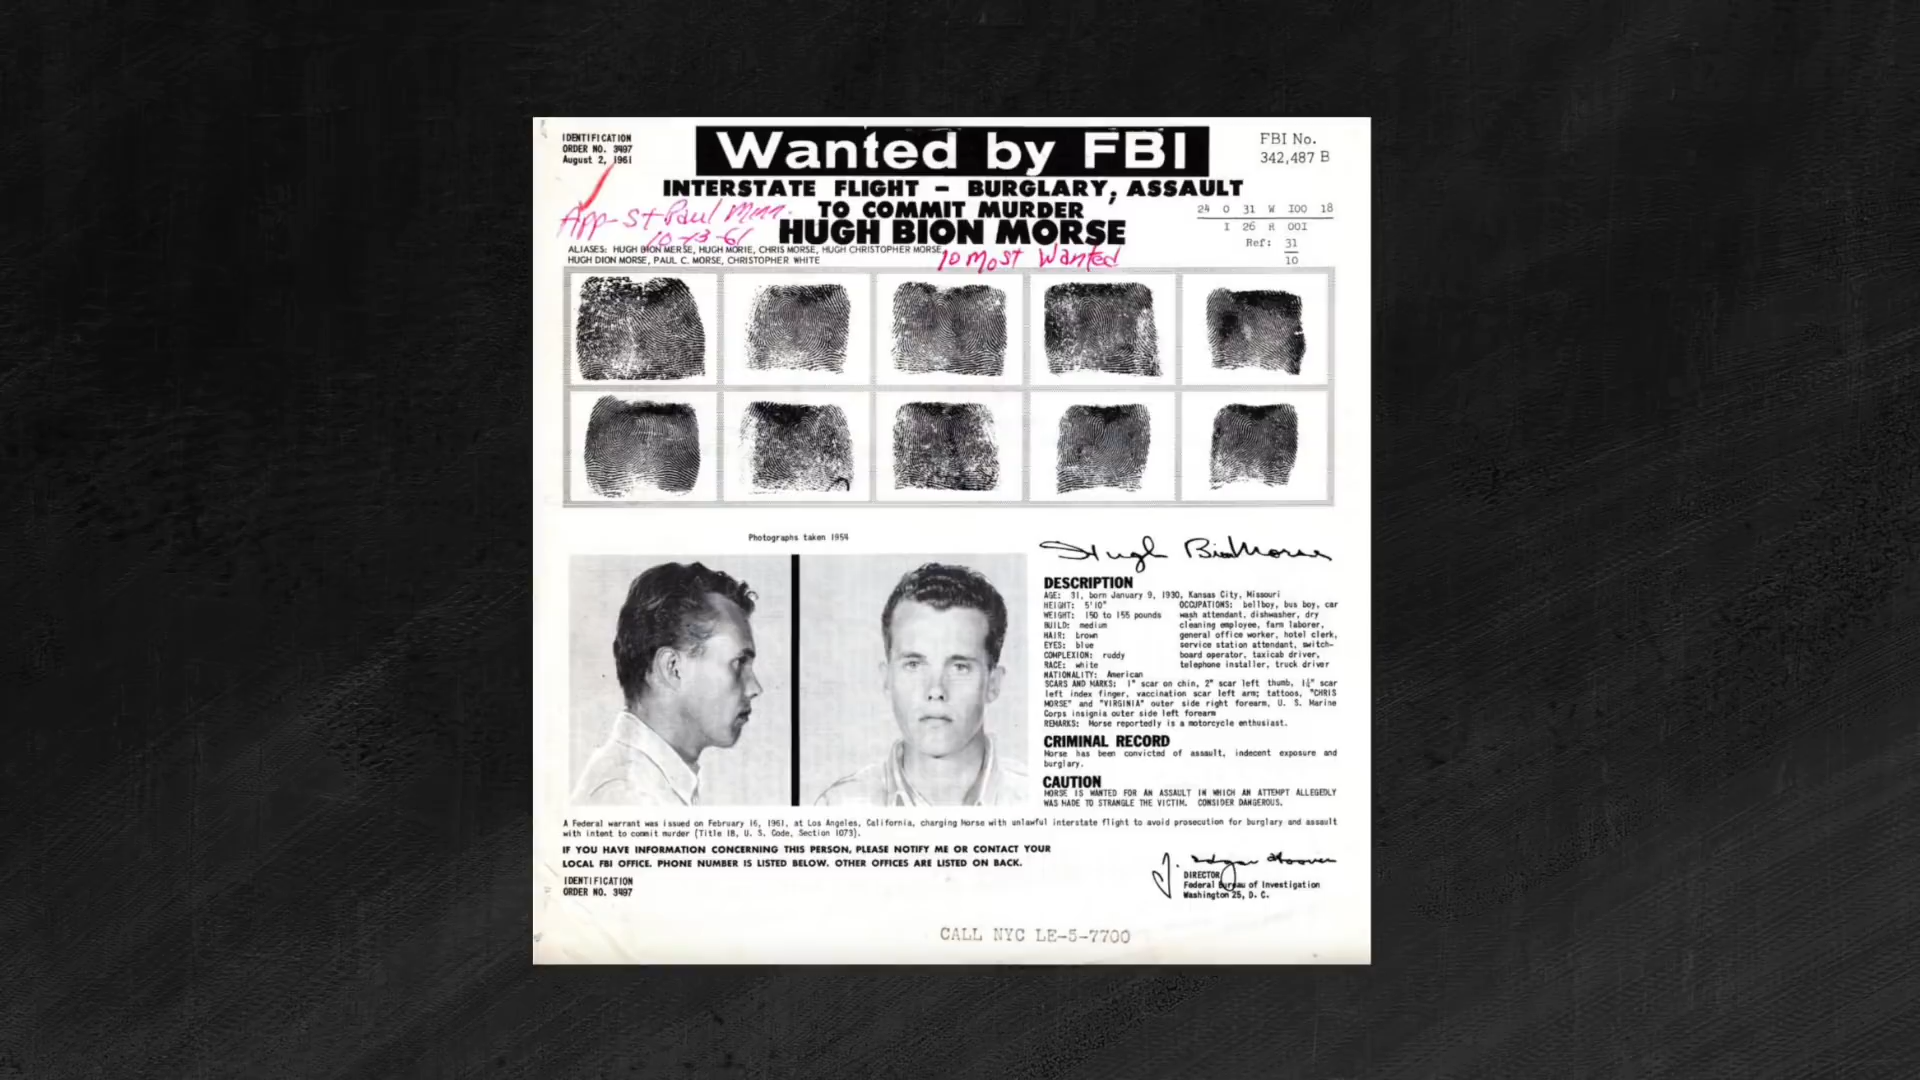 IDENTIFICATION
ORDER NO. 3497
August 2, 1961
Wanted by FBI
FBI No.
342,487 B
INTERSTATE FLIGHT - BURGLARY, ASSAULT
TO COMMIT MURDER
HUGH BION MORSE
App-St Paul Minn.
10-13-61
24 O 31 W IOO 18
I 26 R OOI
Ref: 31
10
ALIASES: HUGH BION MERSE, HUGH MORIE, CHRIS MORSE, HUGH CHRISTOPHER MORSE,
HUGH DION MORSE, PAUL C. MORSE, CHRISTOPHER WHITE
10 Most Wanted
Photographs taken 1954
Hugh Bion Morse
DESCRIPTION
AGE: 31, born January 9, 1930, Kansas City, Missouri
HEIGHT: 5'10"
WEIGHT: 150 to 155 pounds
BUILD: medium
HAIR: brown
EYES: blue
COMPLEXION: ruddy
RACE: white
NATIONALITY: American
OCCUPATIONS: bellboy, bus boy, car
wash attendant, dishwasher, dry
cleaning employee, farm laborer,
general office worker, hotel clerk,
service station attendant, switch-
board operator, taxicab driver,
telephone installer, truck driver
SCARS AND MARKS: 1" scar on chin, 2" scar left thumb, 1½" scar
left index finger, vaccination scar left arm; tattoos, "CHRIS
MORSE" and "VIRGINIA" outer side right forearm, U. S. Marine
Corps insignia outer side left forearm
REMARKS: Morse reportedly is a motorcycle enthusiast.
CRIMINAL RECORD
Morse has been convicted of assault, indecent exposure and
burglary.
CAUTION
MORSE IS WANTED FOR AN ASSAULT IN WHICH AN ATTEMPT ALLEGEDLY
WAS MADE TO STRANGLE THE VICTIM. CONSIDER DANGEROUS.
A Federal warrant was issued on February 16, 1961, at Los Angeles, California, charging Morse with unlawful interstate flight to avoid prosecution for burglary and assault
with intent to commit murder (Title 18, U. S. Code, Section 1073).
IF YOU HAVE INFORMATION CONCERNING THIS PERSON, PLEASE NOTIFY ME OR CONTACT YOUR
LOCAL FBI OFFICE. PHONE NUMBER IS LISTED BELOW. OTHER OFFICES ARE LISTED ON BACK.
J. Edgar Hoover
DIRECTOR
Federal Bureau of Investigation
Washington 25, D. C.
IDENTIFICATION
ORDER NO. 3497
CALL NYC LE-5-7700